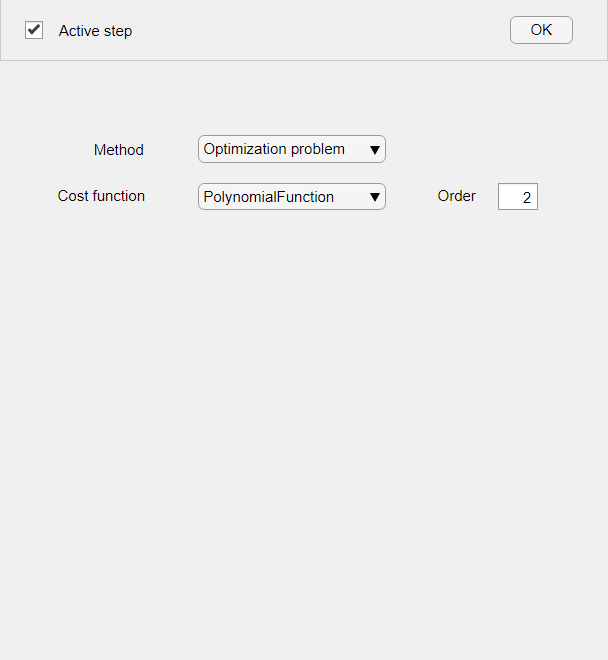 Active step OK
Method Optimization problem
Cost function PolynomialFunction Order 2